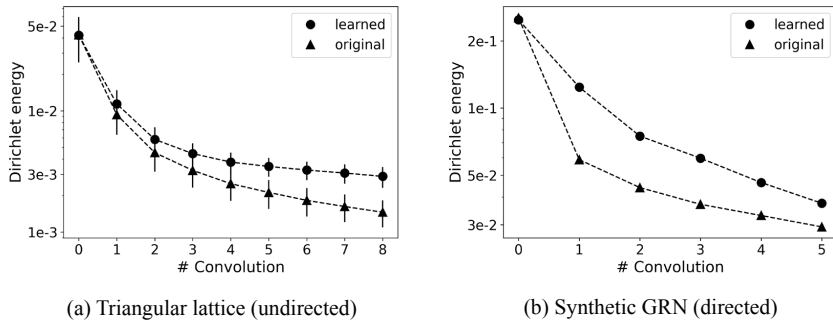 learned
original
5e-2
1e-2
3e-3
1e-3
Dirichlet energy
0 1 2 3 4 5 6 7 8
# Convolution
(a) Triangular lattice (undirected)
learned
original
2e-1
1e-1
5e-2
3e-2
Dirichlet energy
0 1 2 3 4 5
# Convolution
(b) Synthetic GRN (directed)